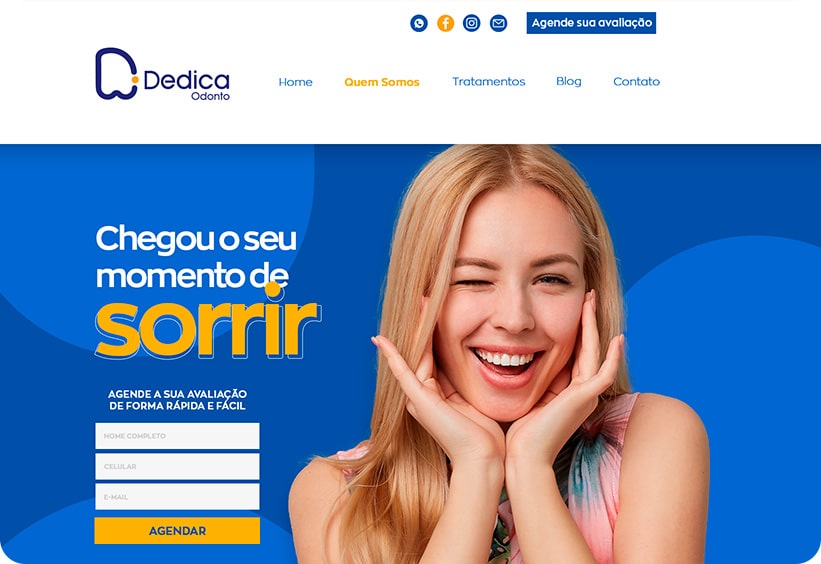 Agende sua avaliação
Dedica
Odonto
Home
Quem Somos
Tratamentos
Blog
Contato
Chegou o seu
momento de
sorrir
AGENDE A SUA AVALIAÇÃO
DE FORMA RÁPIDA E FÁCIL
NOME COMPLETO
CELULAR
E-MAIL
AGENDAR